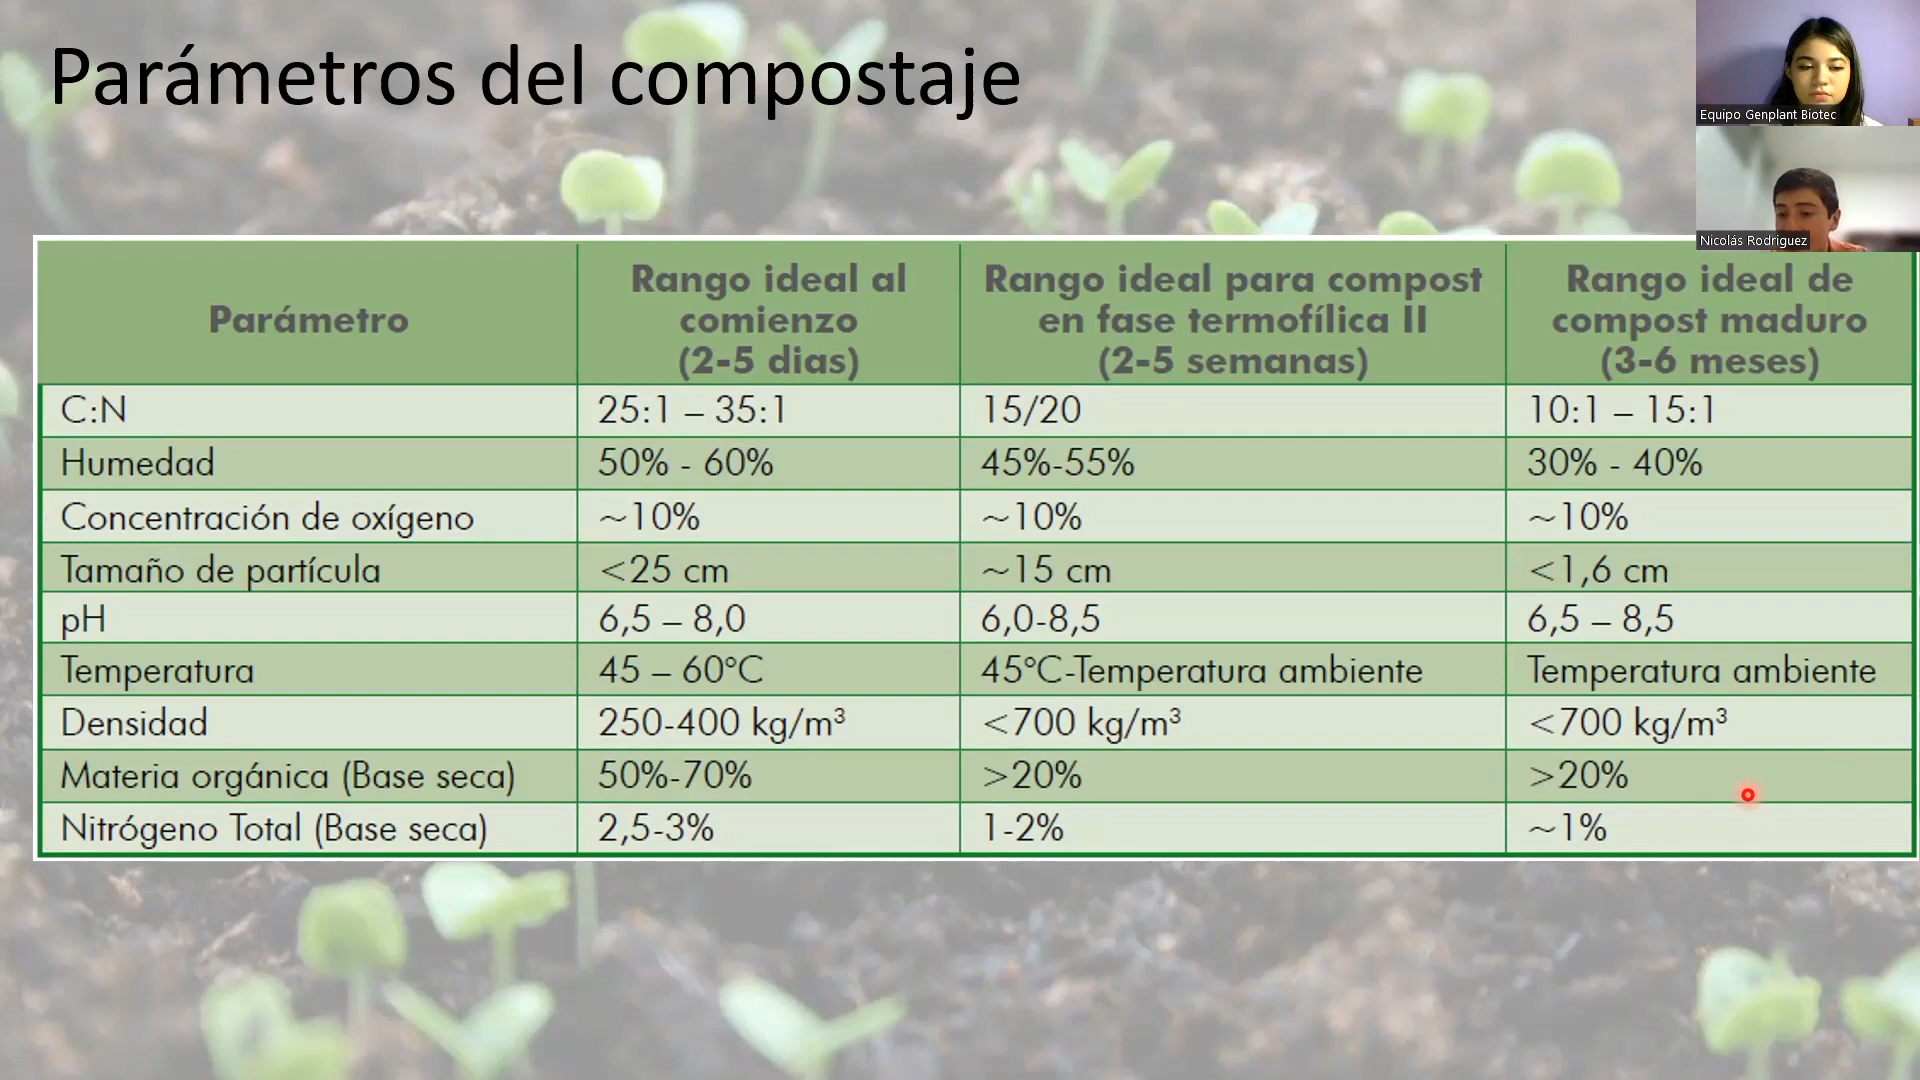 Parámetros del compostaje
Equipo Genplant Biotec
Nicolás Rodriguez
Parámetro
Rango ideal al
comienzo
(2-5 dias)
Rango ideal para compost
en fase termofílica II
(2-5 semanas)
Rango ideal de
compost maduro
(3-6 meses)
C:N
25:1 – 35:1
15/20
10:1 – 15:1
Humedad
50% - 60%
45%-55%
30% - 40%
Concentración de oxígeno
~10%
~10%
~10%
Tamaño de partícula
<25 cm
~15 cm
<1,6 cm
pH
6,5 – 8,0
6,0-8,5
6,5 – 8,5
Temperatura
45 – 60°C
45°C-Temperatura ambiente
Temperatura ambiente
Densidad
250-400 kg/m³
<700 kg/m³
<700 kg/m³
Materia orgánica (Base seca)
50%-70%
>20%
>20%
Nitrógeno Total (Base seca)
2,5-3%
1-2%
~1%